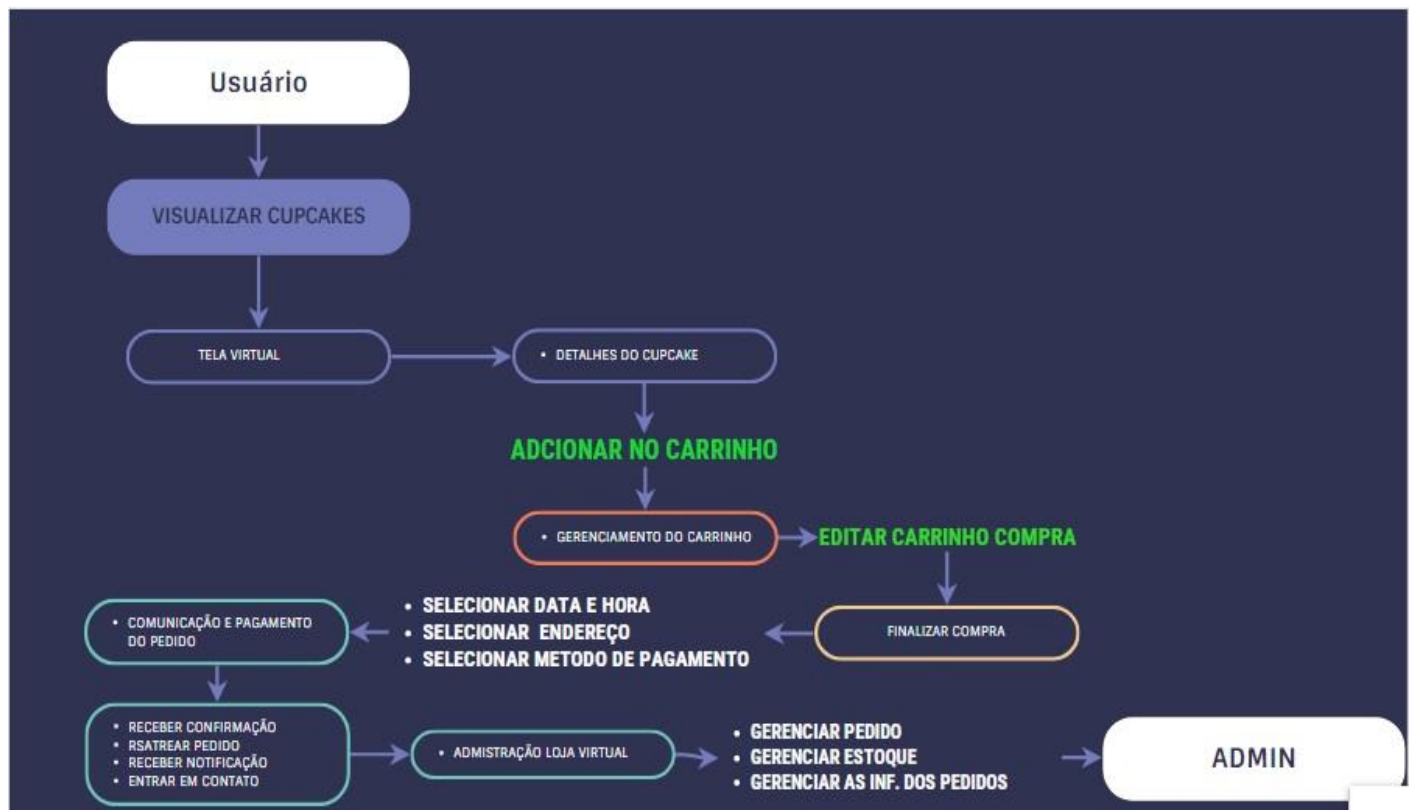 Usuário
VISUALIZAR CUPCAKES
TELA VIRTUAL
• DETALHES DO CUPCAKE
ADCIONAR NO CARRINHO
• GERENCIAMENTO DO CARRINHO
EDITAR CARRINHO COMPRA
FINALIZAR COMPRA
• SELECIONAR DATA E HORA
• SELECIONAR ENDEREÇO
• SELECIONAR METODO DE PAGAMENTO
• COMUNICAÇÃO E PAGAMENTO
DO PEDIDO
• RECEBER CONFIRMAÇÃO
• RSATREAR PEDIDO
• RECEBER NOTIFICAÇÃO
• ENTRAR EM CONTATO
• ADMISTRAÇÃO LOJA VIRTUAL
• GERENCIAR PEDIDO
• GERENCIAR ESTOQUE
• GERENCIAR AS INF. DOS PEDIDOS
ADMIN